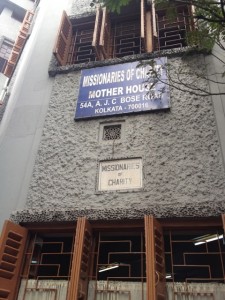 MISSIONARIES OF CHARITY
MOTHER HOUSE
54A, A. J. C BOSE ROAD
KOLKATA - 700016
MISSIONARIES
OF
CHARITY